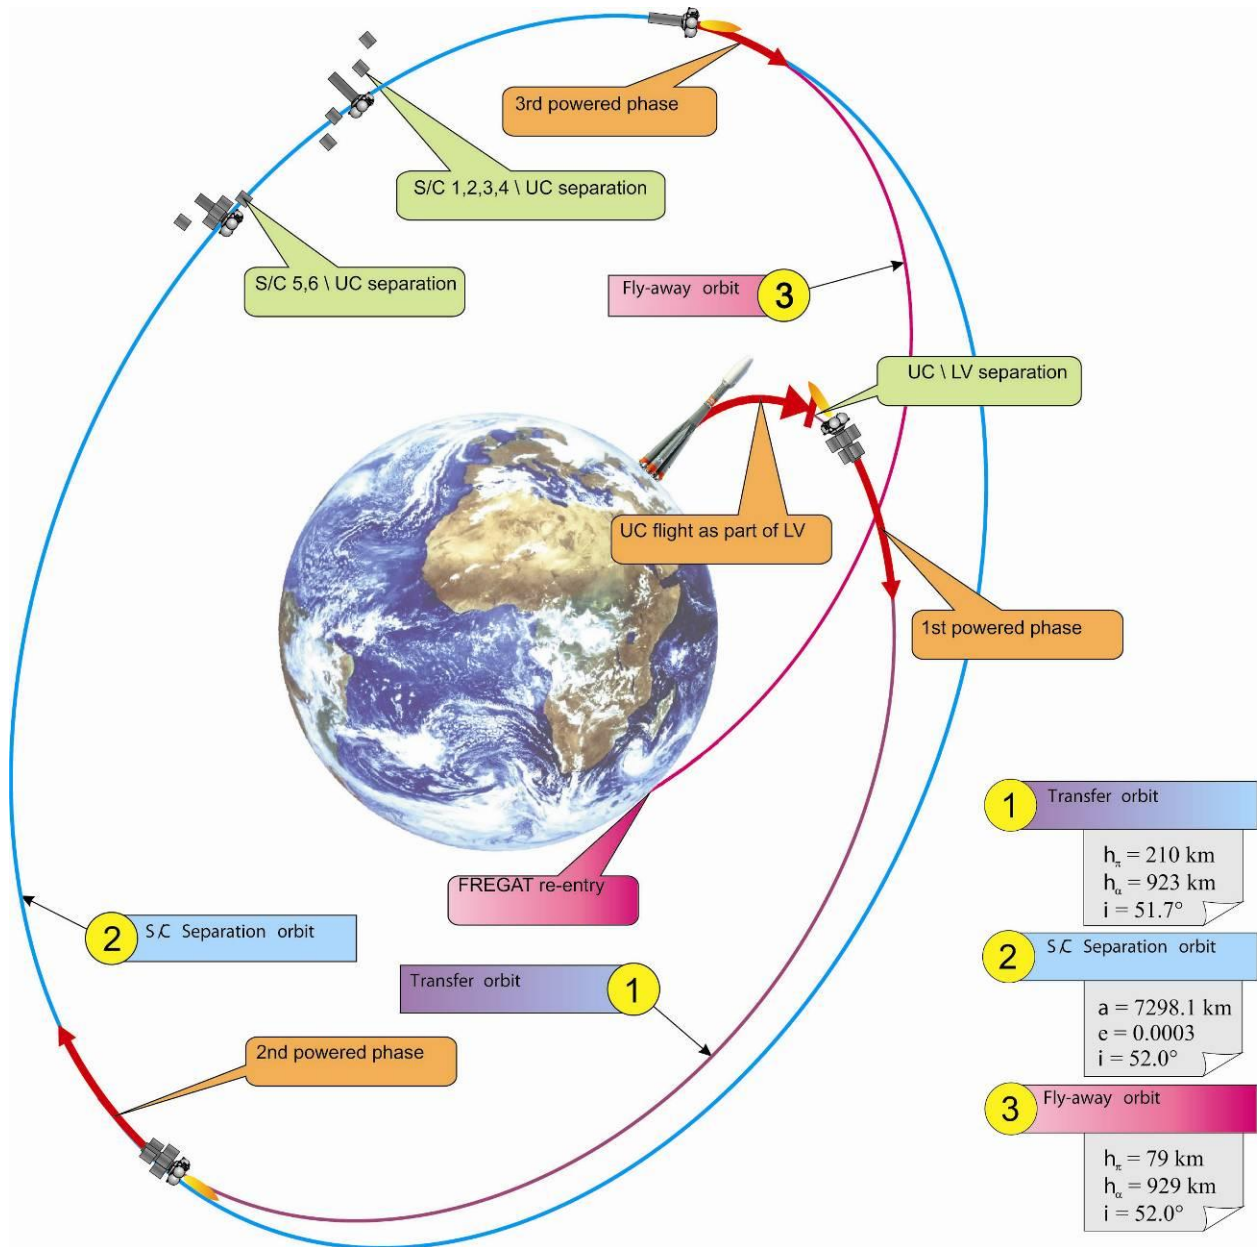 3rd powered phase
S/C 1,2,3,4 \ UC separation
S/C 5,6 \ UC separation
Fly-away orbit
3
UC \ LV separation
UC flight as part of LV
1st powered phase
FREGAT re-entry
2
S/C Separation orbit
Transfer orbit
1
2nd powered phase
1
Transfer orbit
hπ = 210 km
hα = 923 km
i = 51.7°
2
S/C Separation orbit
a = 7298.1 km
e = 0.0003
i = 52.0°
3
Fly-away orbit
hπ = 79 km
hα = 929 km
i = 52.0°